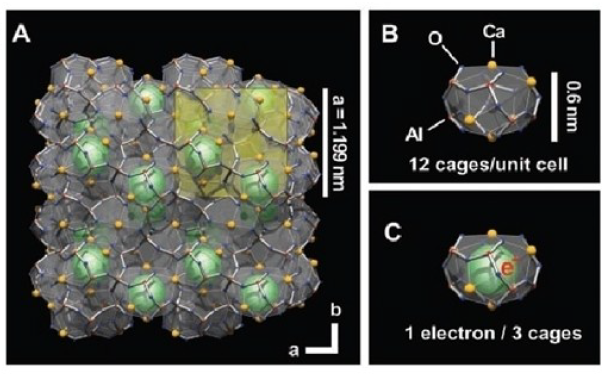 A
a = 1.199 nm
b
a
B
O
Ca
Al
0.6 nm
12 cages/unit cell
C
e
1 electron / 3 cages